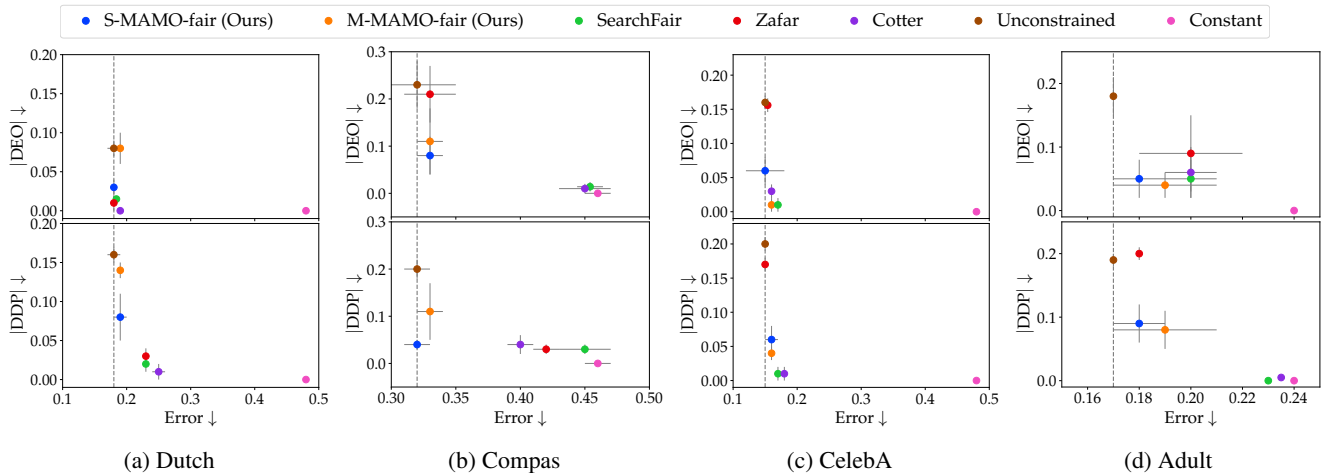 S-MAMO-fair (Ours) M-MAMO-fair (Ours) SearchFair Zafar Cotter Unconstrained Constant
|DEO| ↓
0.20
0.15
0.10
0.05
0.00
|DDP| ↓
0.15
0.10
0.05
0.00
0.1 0.2 0.3 0.4 0.5
Error ↓
(a) Dutch
|DEO| ↓
0.3
0.2
0.1
0.0
|DDP| ↓
0.3
0.2
0.1
0.0
0.30 0.35 0.40 0.45 0.50
Error ↓
(b) Compas
|DEO| ↓
0.20
0.15
0.10
0.05
0.00
|DDP| ↓
0.20
0.15
0.10
0.05
0.00
0.1 0.2 0.3 0.4 0.5
Error ↓
(c) CelebA
|DEO| ↓
0.2
0.1
0.0
|DDP| ↓
0.2
0.1
0.0
0.16 0.18 0.20 0.22 0.24
Error ↓
(d) Adult